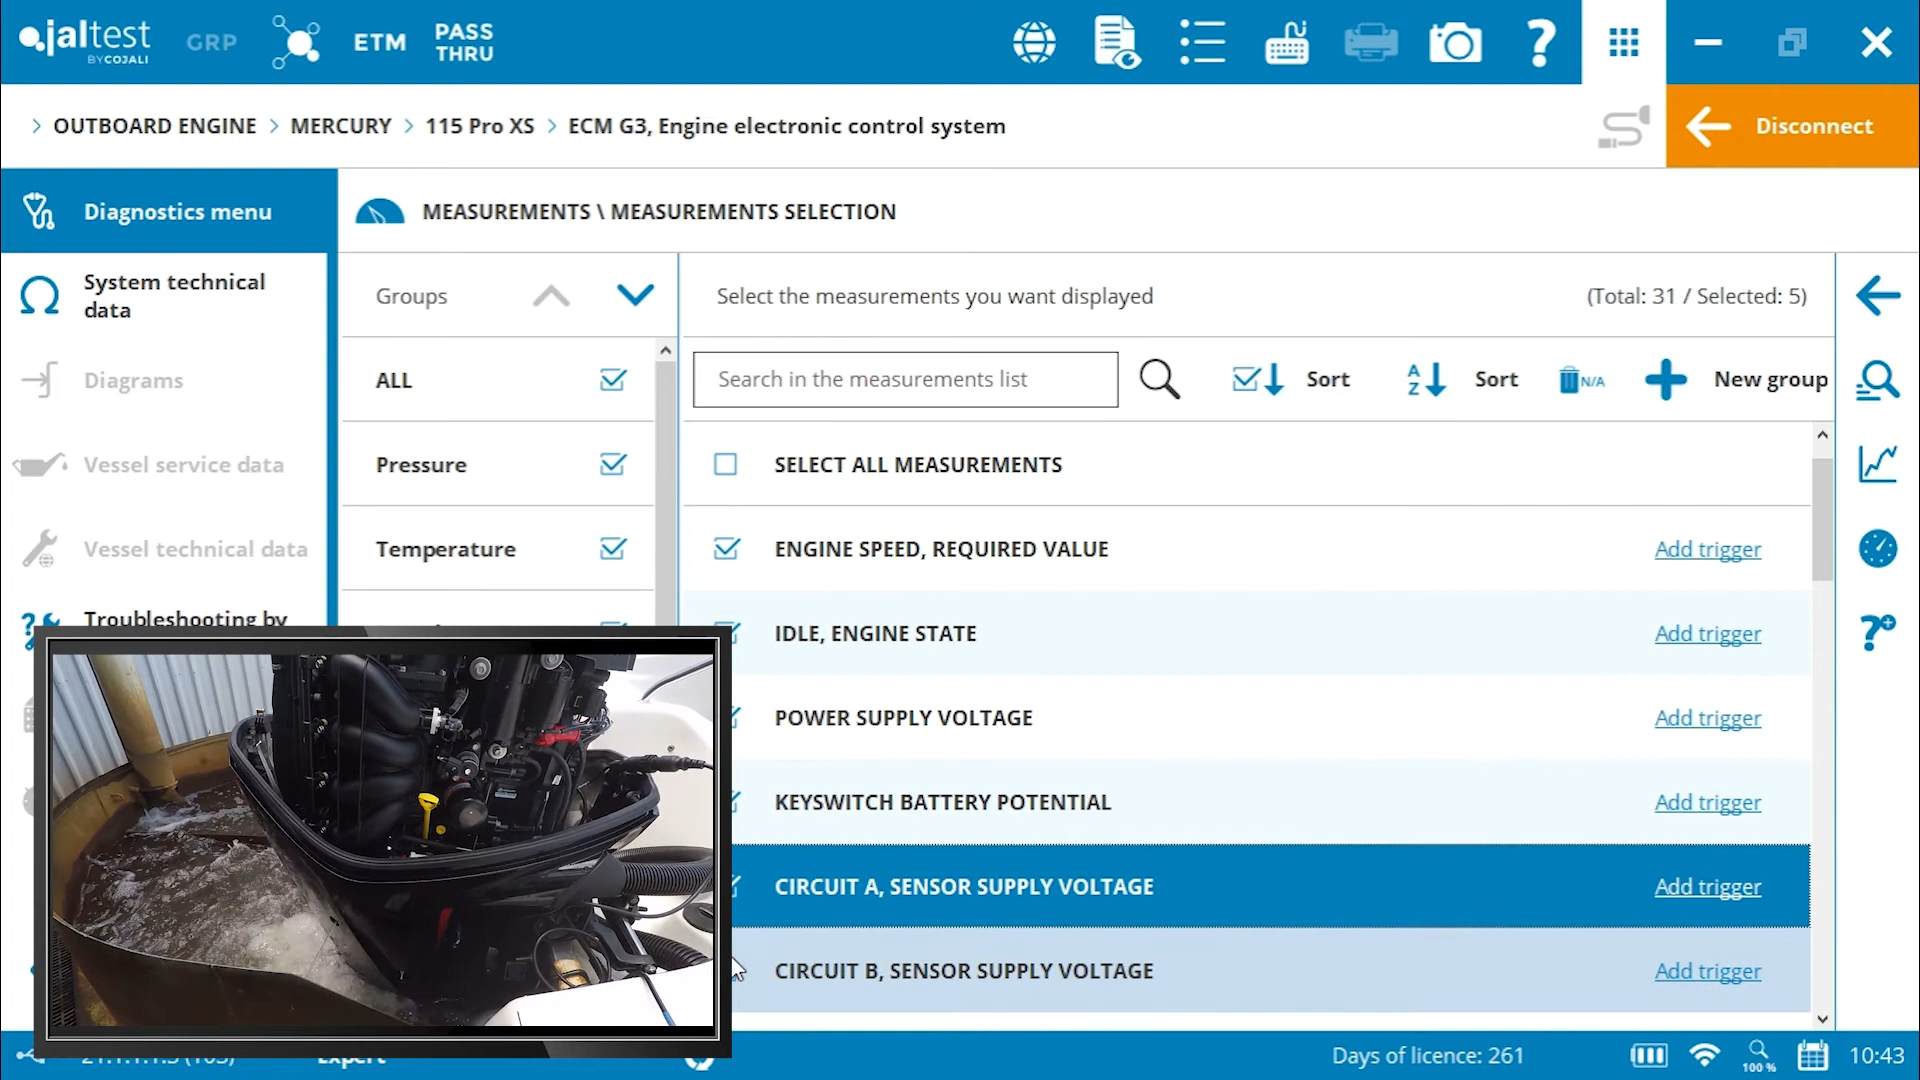 jaltest
BY COJALI
GRP
ETM
PASS
THRU
?
> OUTBOARD ENGINE > MERCURY > 115 Pro XS > ECM G3, Engine electronic control system
Disconnect
Diagnostics menu
MEASUREMENTS \ MEASUREMENTS SELECTION
System technical
data
Diagrams
Vessel service data
Vessel technical data
Troubleshooting by
Groups
ALL
Pressure
Temperature
Select the measurements you want displayed
(Total: 31 / Selected: 5)
Search in the measurements list
Sort
A
Z
Sort
N/A
New group
SELECT ALL MEASUREMENTS
ENGINE SPEED, REQUIRED VALUE
Add trigger
IDLE, ENGINE STATE
Add trigger
POWER SUPPLY VOLTAGE
Add trigger
KEYSWITCH BATTERY POTENTIAL
Add trigger
CIRCUIT A, SENSOR SUPPLY VOLTAGE
Add trigger
CIRCUIT B, SENSOR SUPPLY VOLTAGE
Add trigger
Expert
Days of licence: 261
100 %
10:43